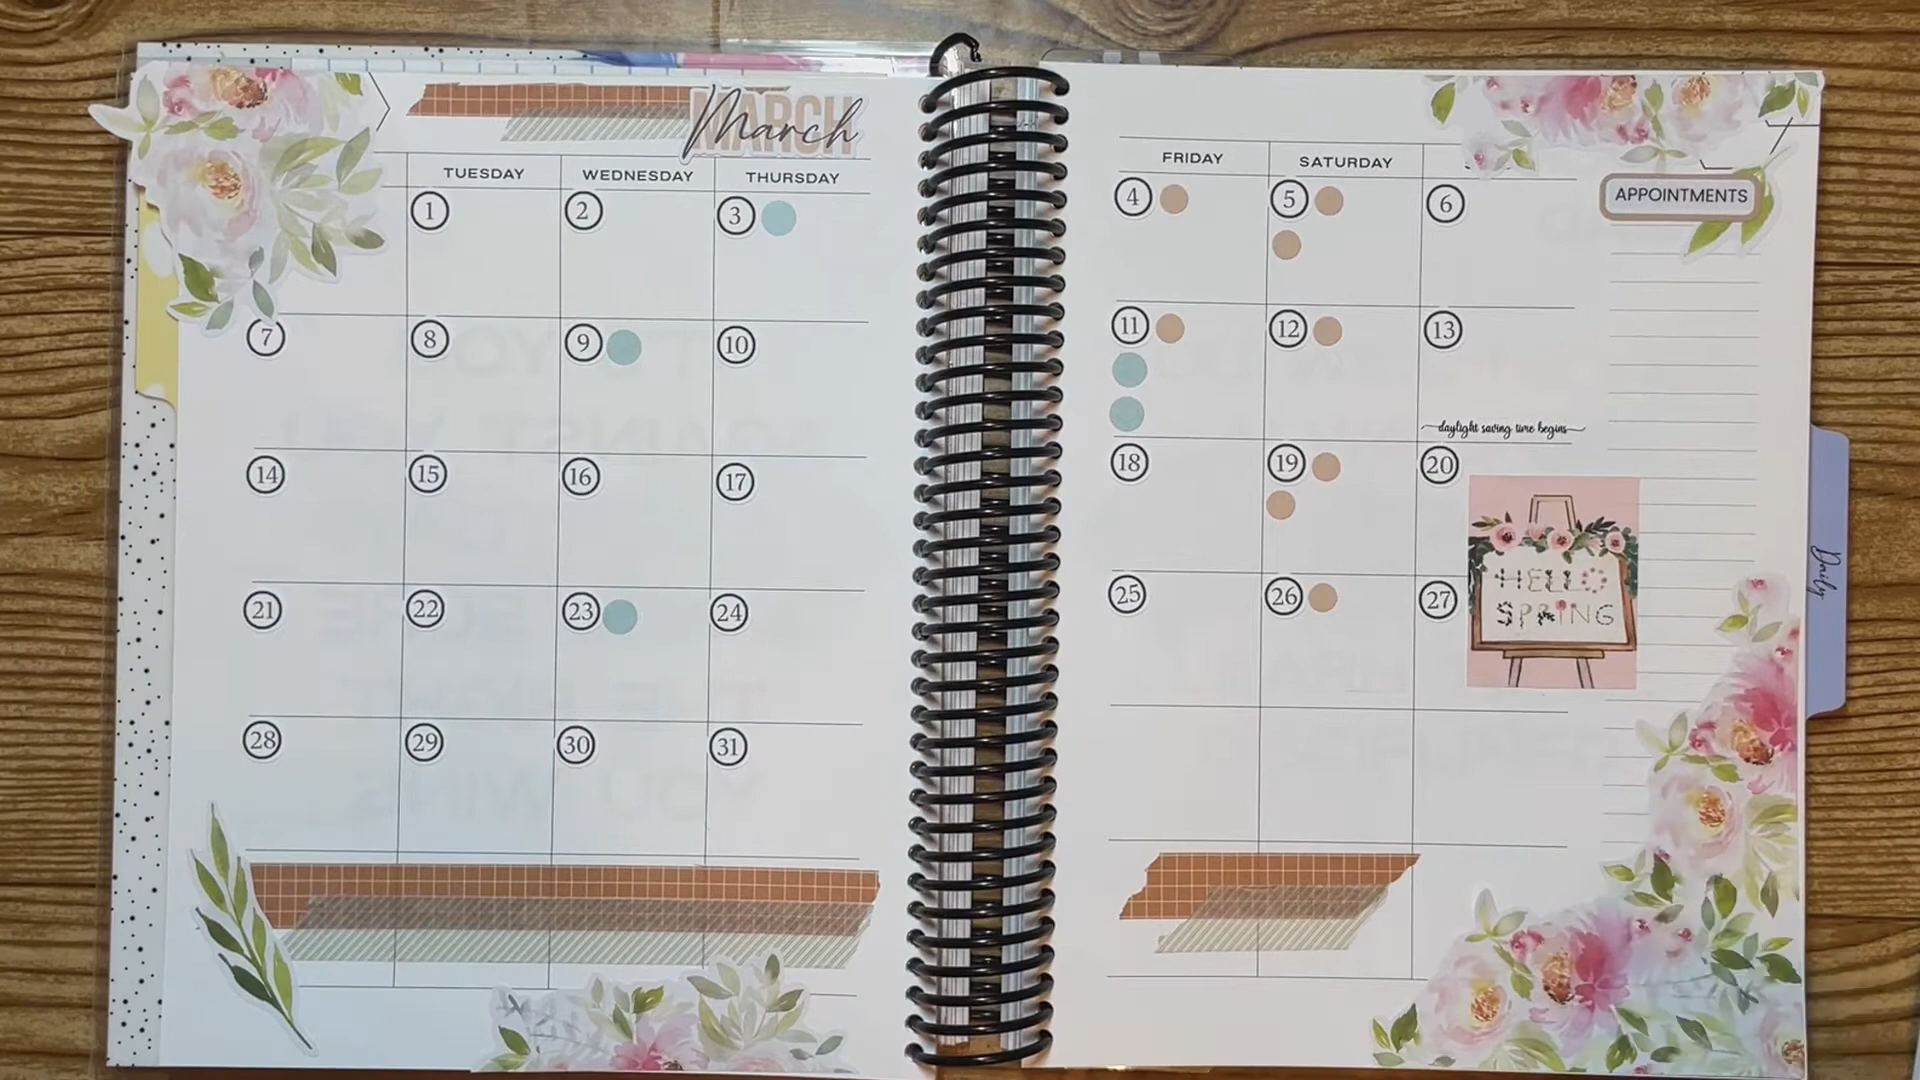 MARCH
March
TUESDAY WEDNESDAY THURSDAY FRIDAY SATURDAY
APPOINTMENTS
1 2 3 4 5 6
7 8 9 10 11 12 13
daylight saving time begins
14 15 16 17 18 19 20
HELLO
SPRING
21 22 23 24 25 26 27
28 29 30 31
Daily